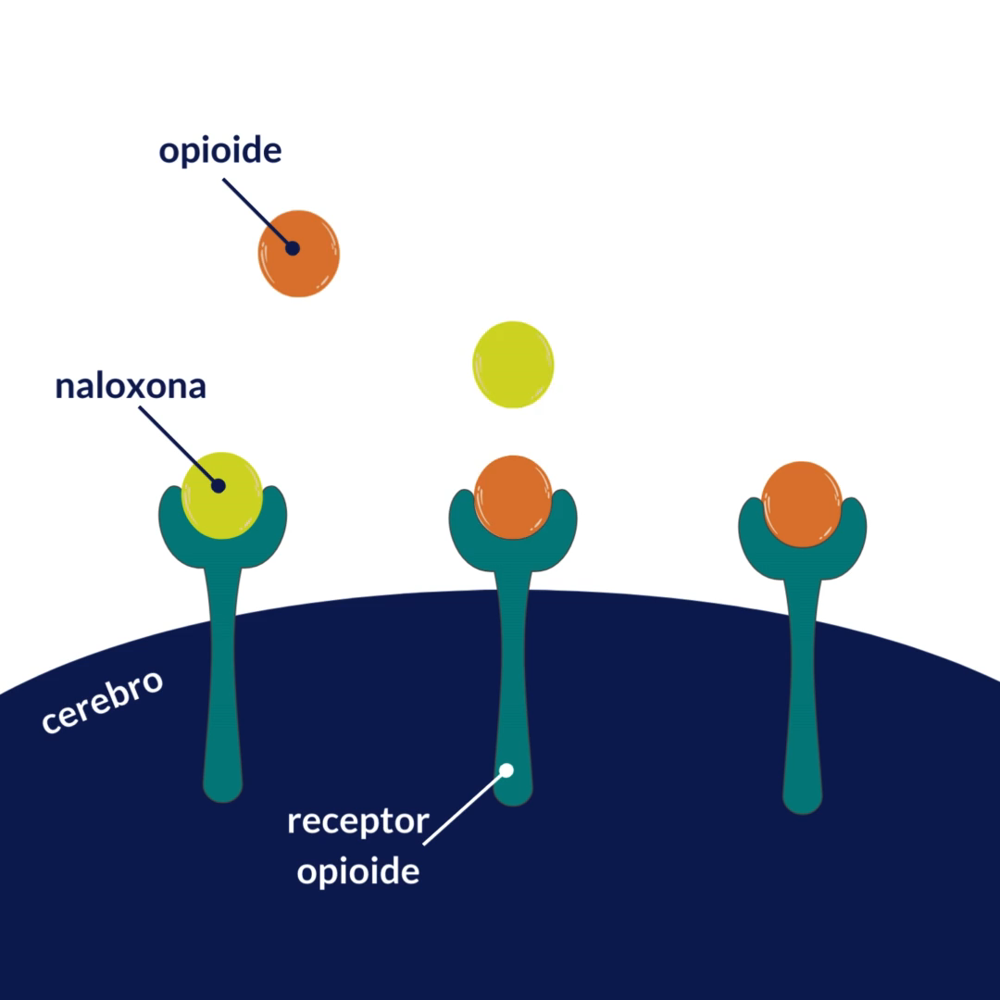 opioide
naloxona
cerebro
receptor
opioide